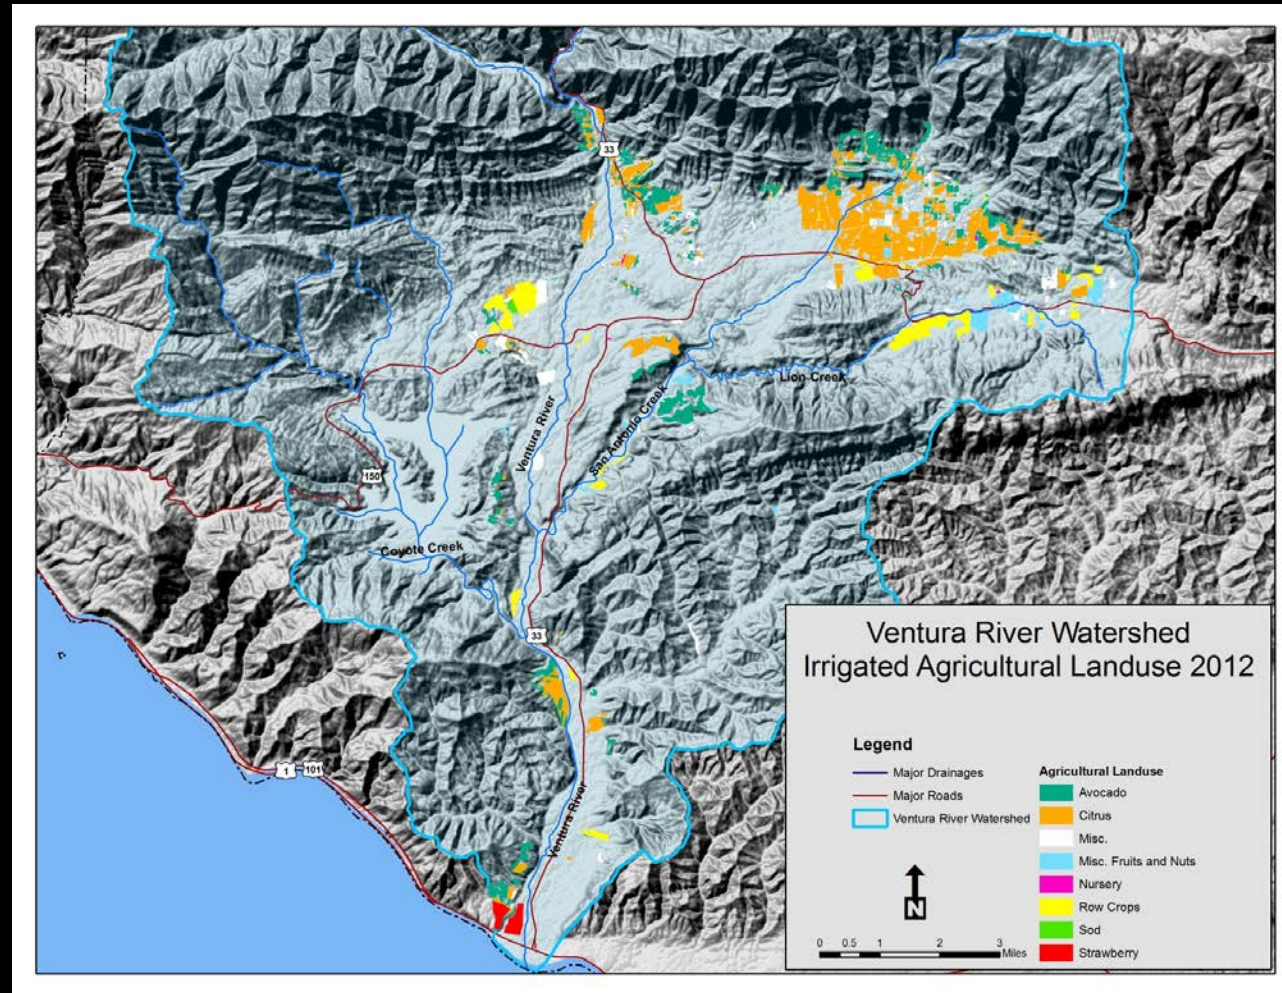 33
150
Ventura River
San Antonio Creek
Lion Creek
Coyote Creek
33
1
101
Ventura River
Ventura River Watershed
Irrigated Agricultural Landuse 2012
Legend
Major Drainages
Major Roads
Ventura River Watershed
Agricultural Landuse
Avocado
Citrus
Misc.
Misc. Fruits and Nuts
Nursery
Row Crops
Sod
Strawberry
N
0 0.5 1 2 3
Miles